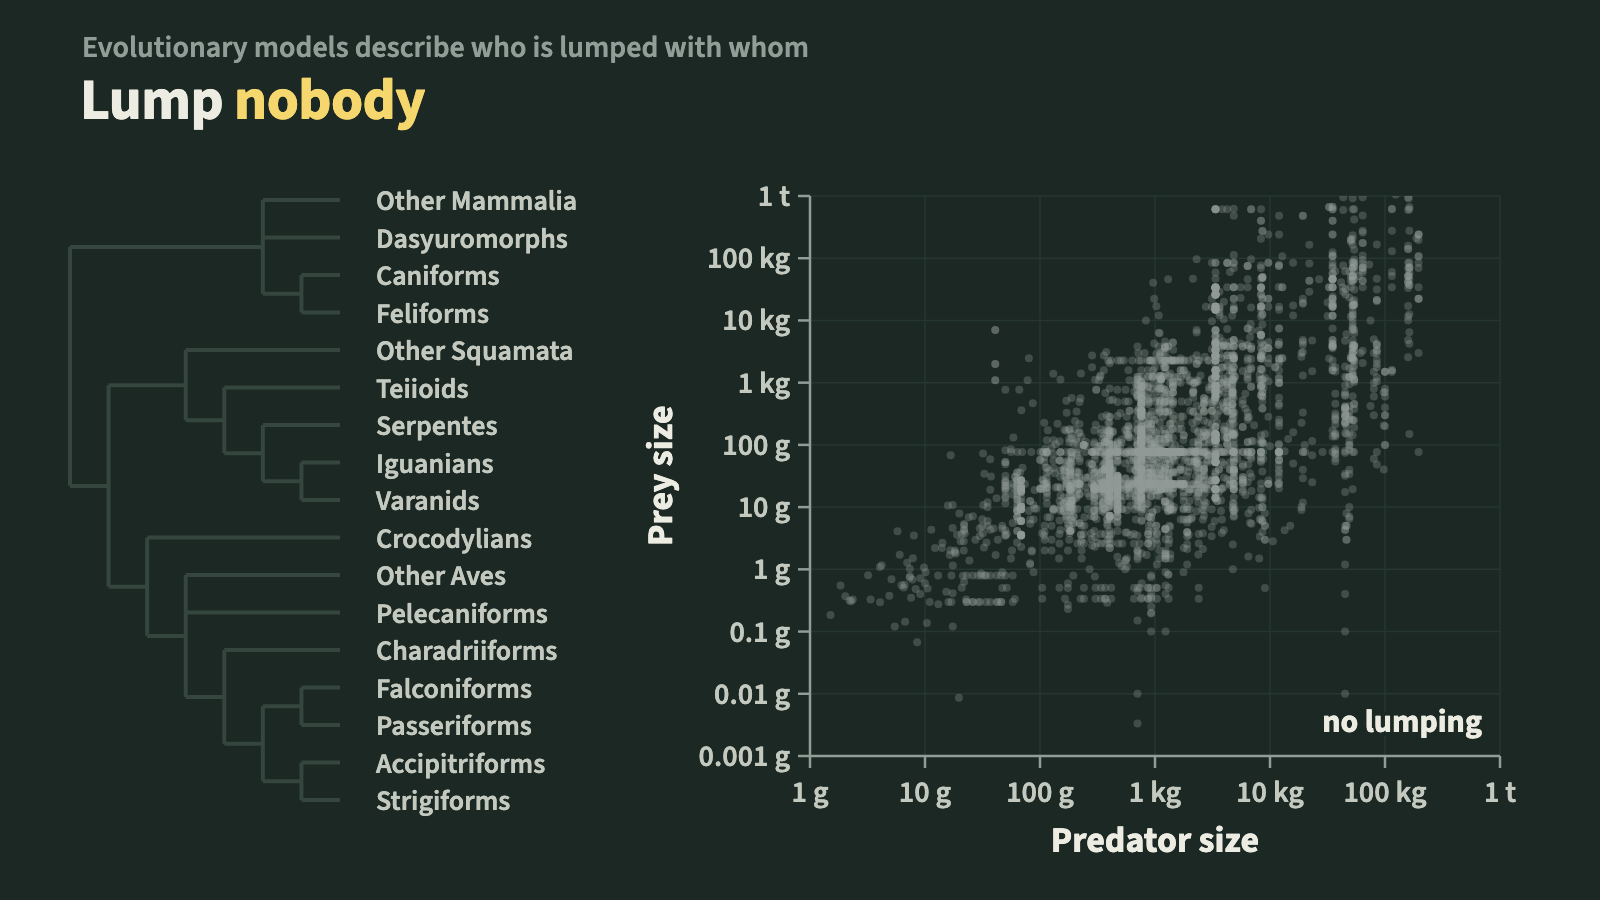 Evolutionary models describe who is lumped with whom
Lump nobody
Other Mammalia
Dasyuromorphs
Caniforms
Feliforms
Other Squamata
Teiioids
Serpentes
Iguanians
Varanids
Crocodylians
Other Aves
Pelecaniforms
Charadriiforms
Falconiforms
Passeriforms
Accipitriforms
Strigiforms
Prey size
1 t
100 kg
10 kg
1 kg
100 g
10 g
1 g
0.1 g
0.01 g
0.001 g
no lumping
1 g 10 g 100 g 1 kg 10 kg 100 kg 1 t
Predator size